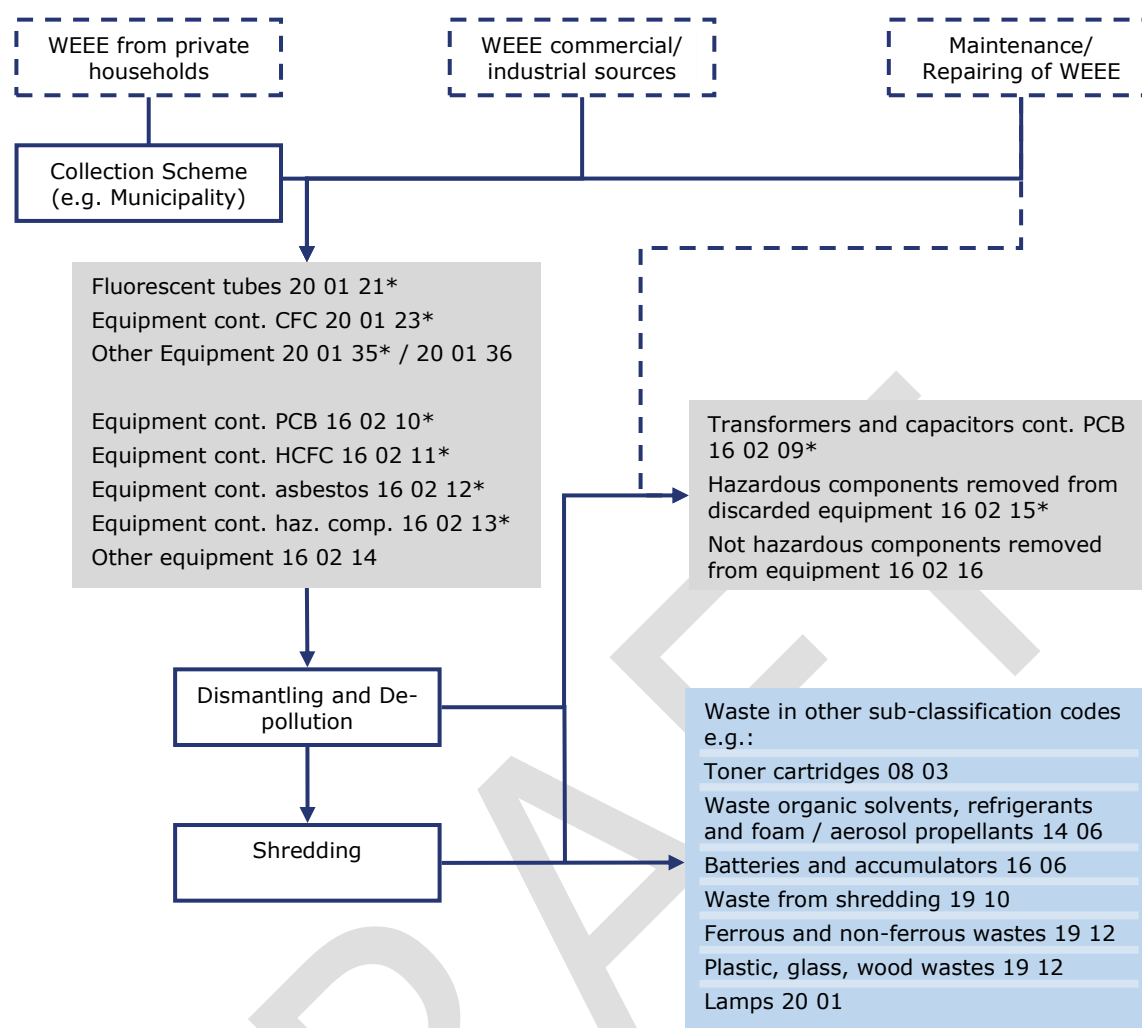 WEEE from private
households
WEEE commercial/
industrial sources
Maintenance/
Repairing of WEEE
Collection Scheme
(e.g. Municipality)
Fluorescent tubes 20 01 21*
Equipment cont. CFC 20 01 23*
Other Equipment 20 01 35* / 20 01 36
Equipment cont. PCB 16 02 10*
Equipment cont. HCFC 16 02 11*
Equipment cont. asbestos 16 02 12*
Equipment cont. haz. comp. 16 02 13*
Other equipment 16 02 14
Transformers and capacitors cont. PCB
16 02 09*
Hazardous components removed from
discarded equipment 16 02 15*
Not hazardous components removed
from equipment 16 02 16
Dismantling and De-
pollution
Shredding
Waste in other sub-classification codes
e.g.:
Toner cartridges 08 03
Waste organic solvents, refrigerants
and foam / aerosol propellants 14 06
Batteries and accumulators 16 06
Waste from shredding 19 10
Ferrous and non-ferrous wastes 19 12
Plastic, glass, wood wastes 19 12
Lamps 20 01